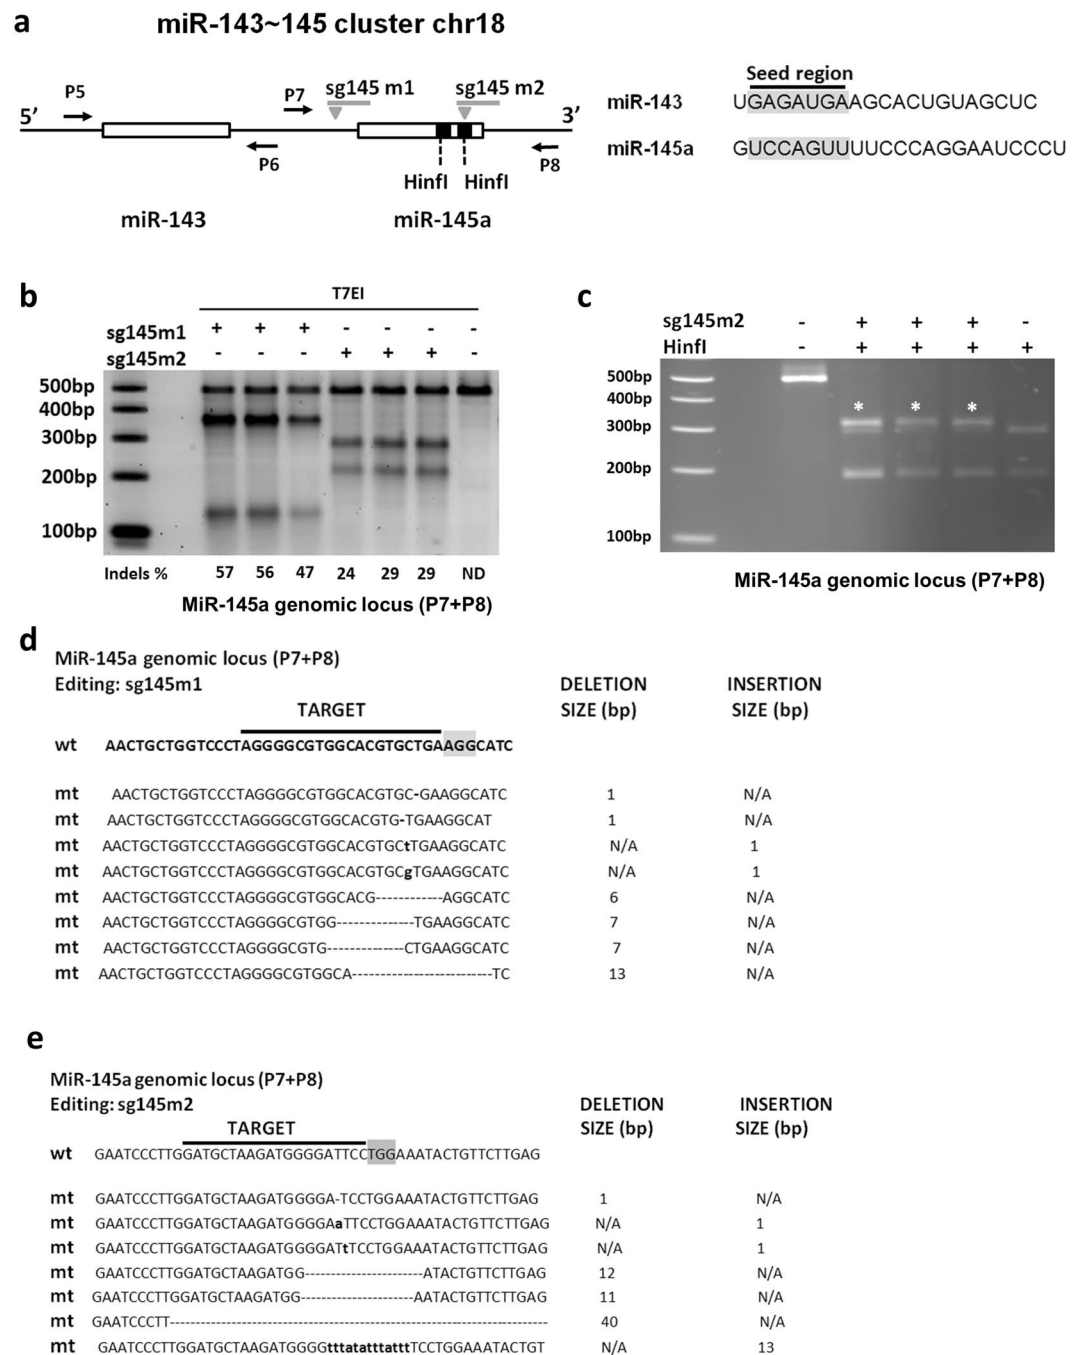 a
miR-143~145 cluster chr18
5’ P5 P6 P7 sg145 m1 sg145 m2 3’ P8
HinfI HinfI
miR-143 miR-145a
Seed region
miR-143 UGAGAUGAAGCACUGUAGCUC
miR-145a GUCCAGUUUUCCCAGGAAUCCCU
b
T7EI
sg145m1 + + + - - - -
sg145m2 - - - + + + -
500bp
400bp
300bp
200bp
100bp
Indels % 57 56 47 24 29 29 ND
MiR-145a genomic locus (P7+P8)
c
sg145m2 - + + + -
HinfI - + + + +
500bp
400bp
300bp
200bp
100bp
* * *
MiR-145a genomic locus (P7+P8)
d
MiR-145a genomic locus (P7+P8)
Editing: sg145m1 DELETION INSERTION
TARGET SIZE (bp) SIZE (bp)
wt AACTGCTGGTCCCTAGGGGCGTGGCACGTGCTGAAGGCATC
mt AACTGCTGGTCCCTAGGGGCGTGGCACGTGC-GAAGGCATC 1 N/A
mt AACTGCTGGTCCCTAGGGGCGTGGCACGTG-TGAAGGCAT 1 N/A
mt AACTGCTGGTCCCTAGGGGCGTGGCACGTGCtTGAAGGCATC N/A 1
mt AACTGCTGGTCCCTAGGGGCGTGGCACGTGCgTGAAGGCATC N/A 1
mt AACTGCTGGTCCCTAGGGGCGTGGCACG------------AGGCATC 6 N/A
mt AACTGCTGGTCCCTAGGGGCGTGG--------------TGAAGGCATC 7 N/A
mt AACTGCTGGTCCCTAGGGGCGTG--------------CTGAAGGCATC 7 N/A
mt AACTGCTGGTCCCTAGGGGCGTGGCA--------------------------TC 13 N/A
e
MiR-145a genomic locus (P7+P8)
Editing: sg145m2 DELETION INSERTION
TARGET SIZE (bp) SIZE (bp)
wt GAATCCCTTGGATGCTAAGATGGGGATTCCTGGAAATACTGTTCTTGAG
mt GAATCCCTTGGATGCTAAGATGGGGA-TCCTGGAAATACTGTTCTTGAG 1 N/A
mt GAATCCCTTGGATGCTAAGATGGGGAaTTCCTGGAAATACTGTTCTTGAG N/A 1
mt GAATCCCTTGGATGCTAAGATGGGGATtTCCTGGAAATACTGTTCTTGAG N/A 1
mt GAATCCCTTGGATGCTAAGATGG----------------------ATACTGTTCTTGAG 12 N/A
mt GAATCCCTTGGATGCTAAGATGG---------------------AATACTGTTCTTGAG 11 N/A
mt GAATCCCTT---------------------------------------------------------------------- 40 N/A
mt GAATCCCTTGGATGCTAAGATGGGGtttatatttatttTCCTGGAAATACTGT N/A 13